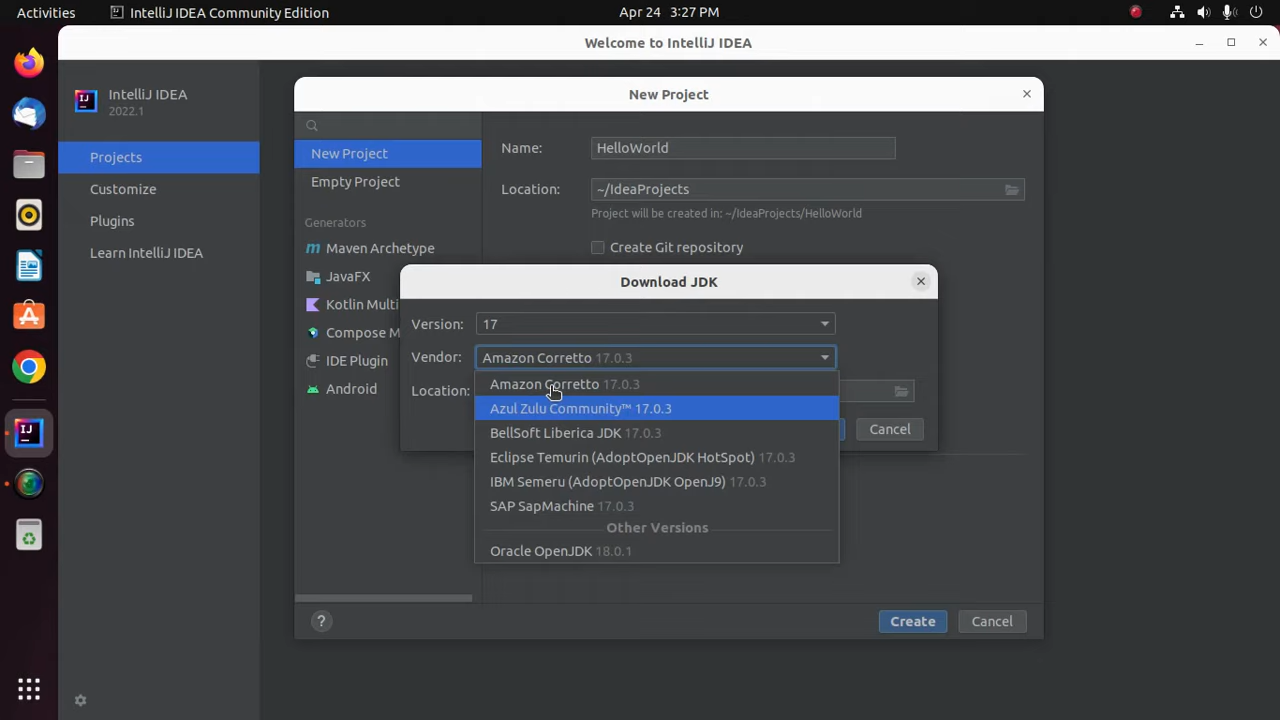 Activities
IntelliJ IDEA Community Edition
Apr 24 3:27 PM
Welcome to IntelliJ IDEA
IntelliJ IDEA
2022.1
Projects
Customize
Plugins
Learn IntelliJ IDEA
New Project
New Project
Empty Project
Generators
Maven Archetype
JavaFX
Kotlin Multi
Compose M
IDE Plugin
Android
Name: HelloWorld
Location: ~/IdeaProjects
Project will be created in: ~/IdeaProjects/HelloWorld
Create Git repository
Download JDK
Version: 17
Vendor: Amazon Corretto 17.0.3
Location:
Amazon Corretto 17.0.3
Azul Zulu Community™ 17.0.3
BellSoft Liberica JDK 17.0.3
Eclipse Temurin (AdoptOpenJDK HotSpot) 17.0.3
IBM Semeru (AdoptOpenJDK OpenJ9) 17.0.3
SAP SapMachine 17.0.3
Other Versions
Oracle OpenJDK 18.0.1
Cancel
?
Create
Cancel